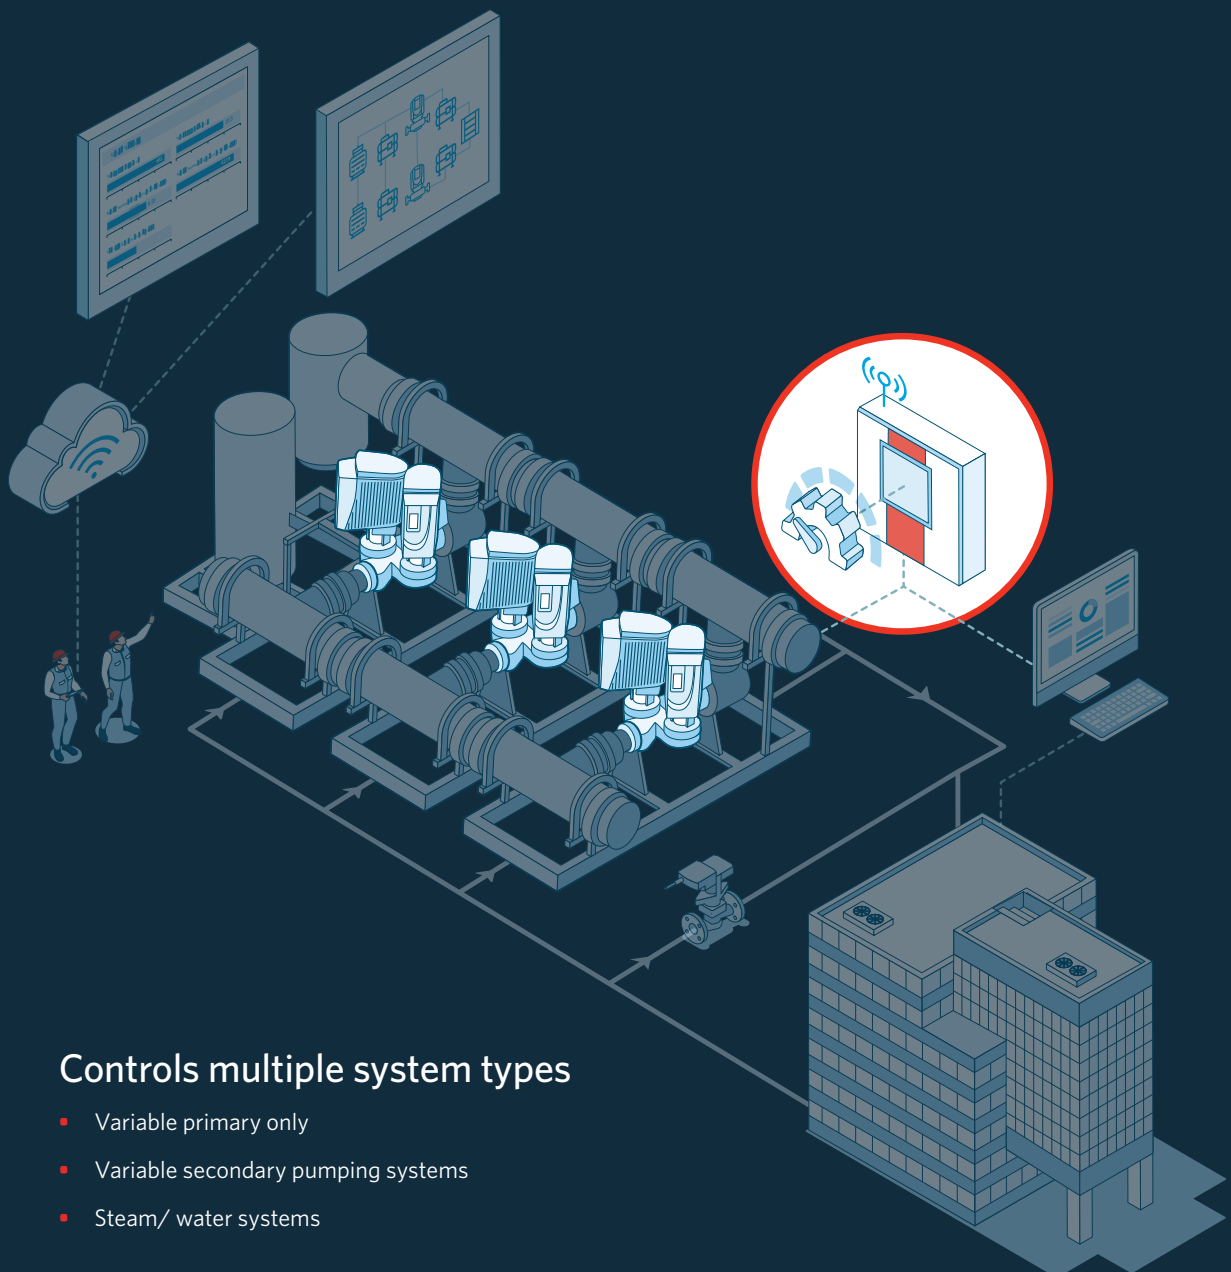 Controls multiple system types
Variable primary only
Variable secondary pumping systems
Steam/ water systems